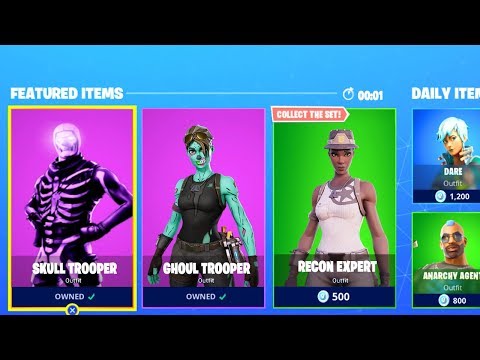 FEATURED ITEMS
00:01
DAILY ITE
COLLECT THE SET!
SKULL TROOPER
Outfit
OWNED
GHOUL TROOPER
Outfit
OWNED
RECON EXPERT
Outfit
500
DARE
Outfit
1,200
ANARCHY AGENT
Outfit
800